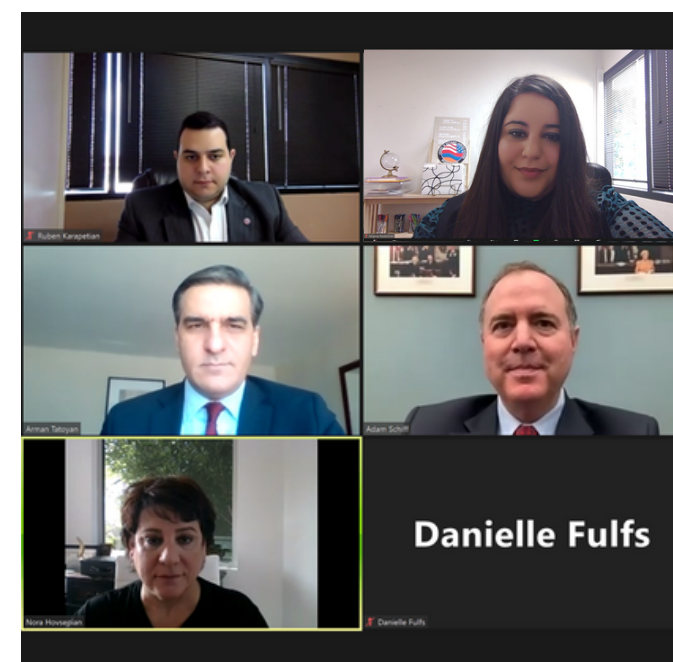 Ruben Karapetian
Arman Tatoyan
Adam Schiff
Nora Hovsepian
Danielle Fulfs
Danielle Fulfs